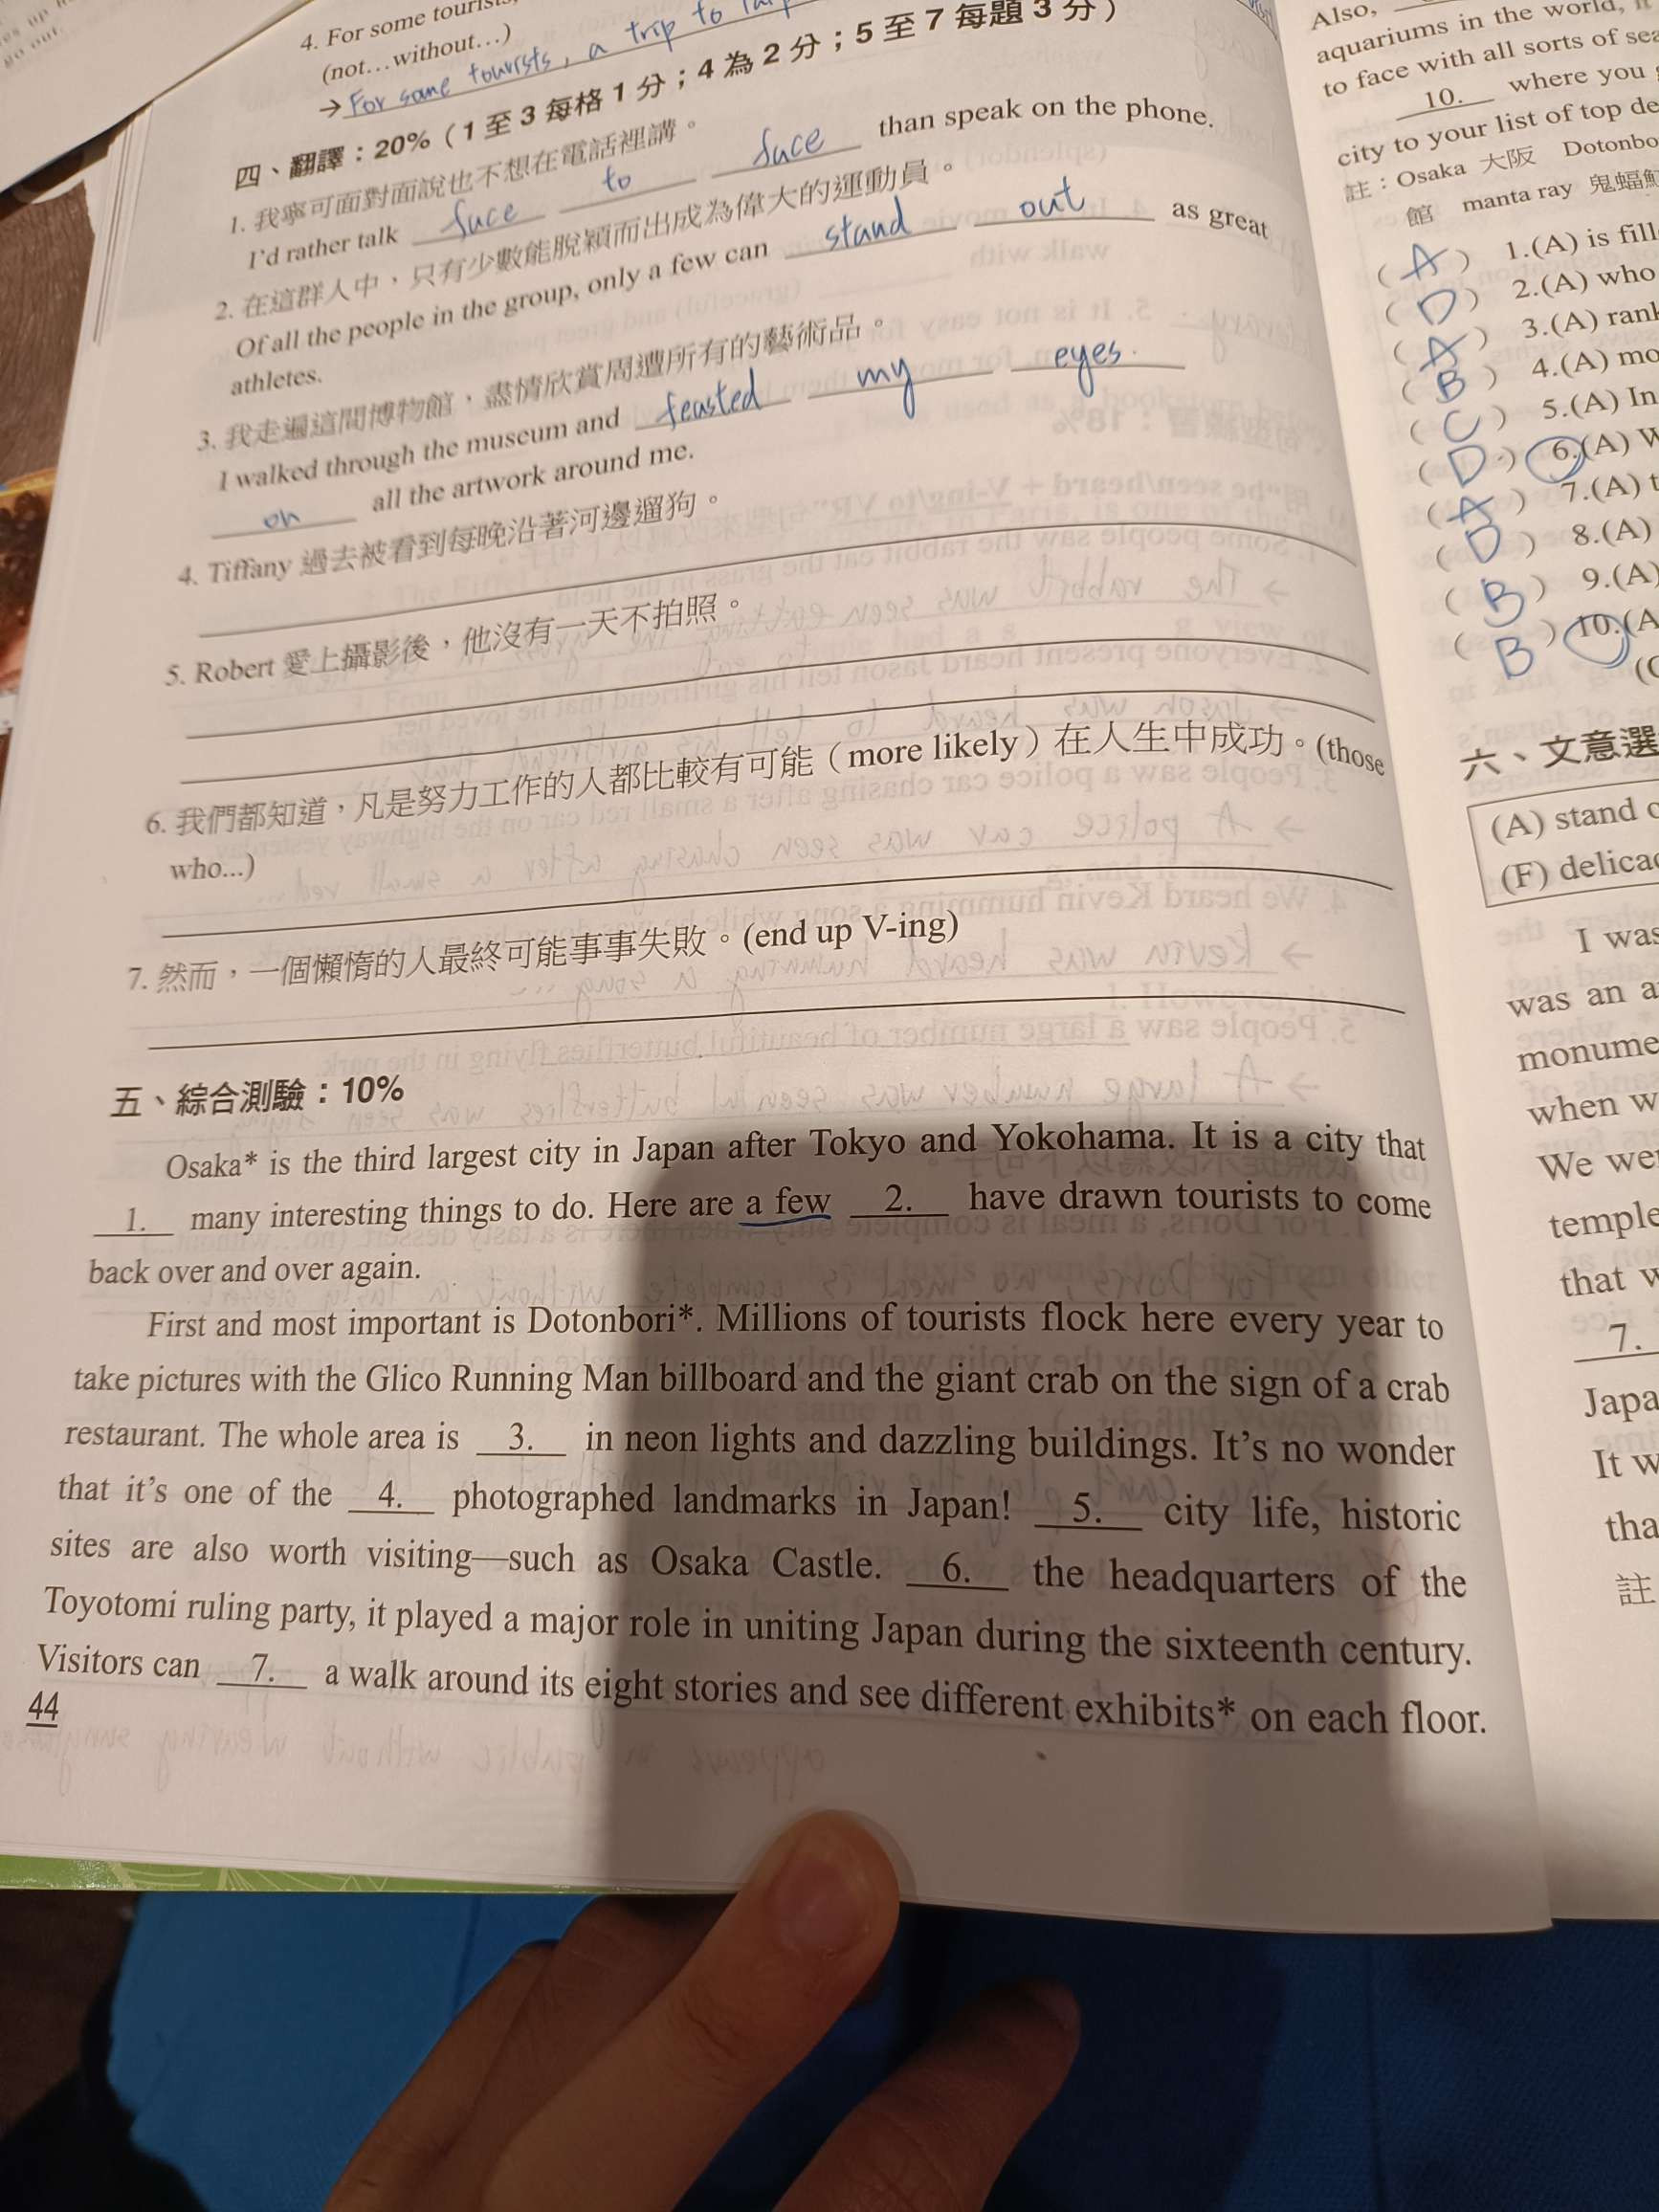 4. For some
(not…without…)
→ For some tourists, a trip to
四、翻譯：20%（1 至 3 每格 1 分；4 為 2 分；5 至 7 每題 3 分）
1. 我寧可面對面說也不想在電話裡講。
I’d rather talk face to face than speak on the phone.
2. 在這群人中，只有少數能脫穎而出成為偉大的運動員。
Of all the people in the group, only a few can stand out as great
athletes.
3. 我走遍這間博物館，盡情欣賞周遭所有的藝術品。
I walked through the museum and feasted my eyes.
on all the artwork around me.
4. Tiffany 過去被看到每晚沿著河邊遛狗。
5. Robert 愛上攝影後，他沒有一天不拍照。
6. 我們都知道，凡是努力工作的人都比較有可能（more likely）在人生中成功。(those
who...)
7. 然而，一個懶惰的人最終可能事事失敗。(end up V-ing)
五、綜合測驗：10%
Osaka* is the third largest city in Japan after Tokyo and Yokohama. It is a city that
1. many interesting things to do. Here are a few 2. have drawn tourists to come
back over and over again.
First and most important is Dotonbori*. Millions of tourists flock here every year to
take pictures with the Glico Running Man billboard and the giant crab on the sign of a crab
restaurant. The whole area is 3. in neon lights and dazzling buildings. It’s no wonder
that it’s one of the 4. photographed landmarks in Japan! 5. city life, historic
sites are also worth visiting—such as Osaka Castle. 6. the headquarters of the
Toyotomi ruling party, it played a major role in uniting Japan during the sixteenth century.
Visitors can 7. a walk around its eight stories and see different exhibits* on each floor.
44
Also,
aquariums in the world,
to face with all sorts of
10. where you
city to your list of top
註：Osaka 大阪 Dotonbo
館 manta ray 鬼蝠魟
( A ) 1.(A) is fill
( D ) 2.(A) who
( A ) 3.(A) rank
( B ) 4.(A) mo
( C ) 5.(A) In
( D ) 6.(A) W
( A ) 7.(A) t
( D ) 8.(A)
( B ) 9.(A)
( B ) 10.(A
(C
六、文意選
(A) stand o
(F) delica
I was
was an a
monume
when w
We we
temple
that w
7.
Japa
It w
tha
註